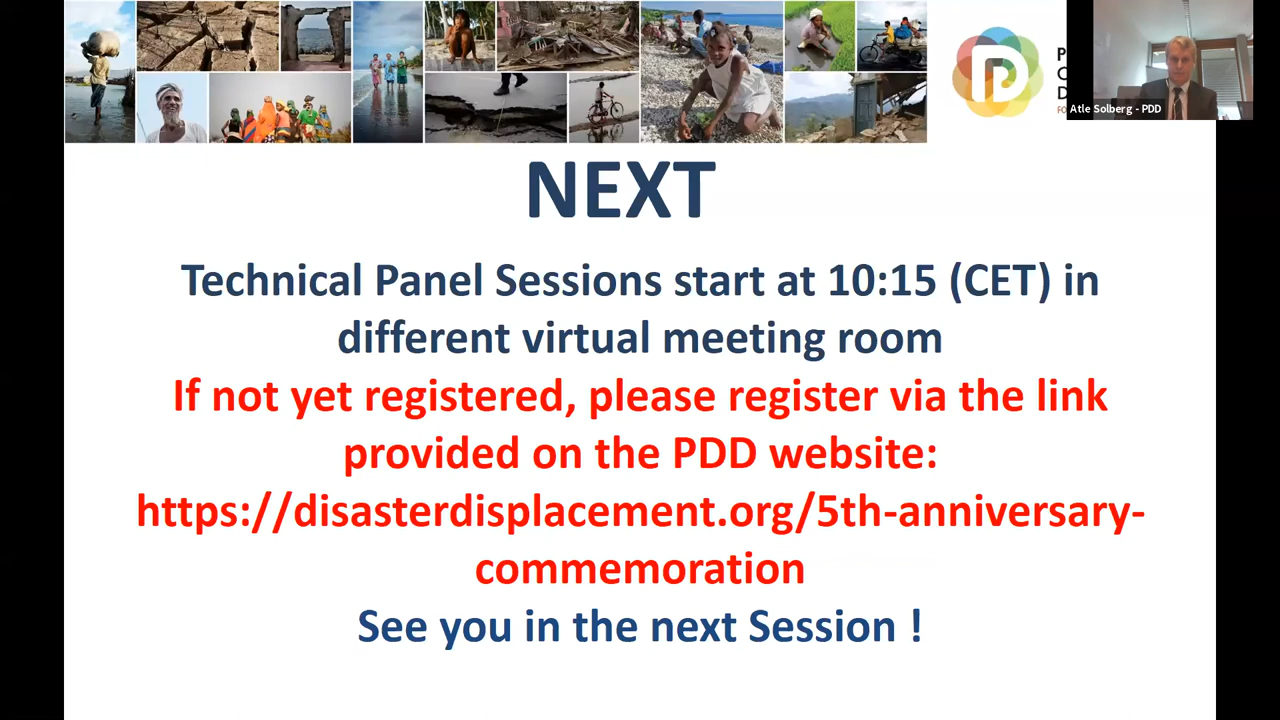 P
O
D
FO
Atle Solberg - PDD
NEXT
Technical Panel Sessions start at 10:15 (CET) in
different virtual meeting room
If not yet registered, please register via the link
provided on the PDD website:
https://disasterdisplacement.org/5th-anniversary-
commemoration
See you in the next Session !